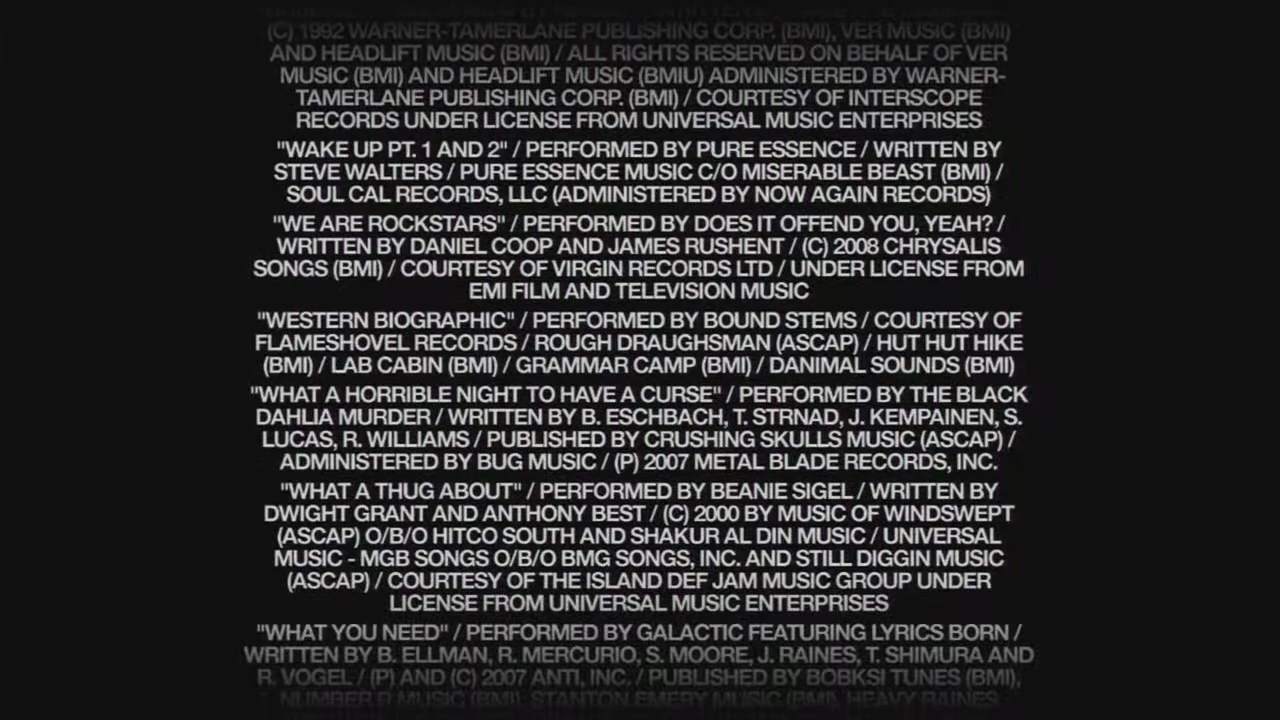 (C) 1992 WARNER-TAMERLANE PUBLISHING CORP. (BMI), VER MUSIC (BMI)
AND HEADLIFT MUSIC (BMI) / ALL RIGHTS RESERVED ON BEHALF OF VER
MUSIC (BMI) AND HEADLIFT MUSIC (BMIU) ADMINISTERED BY WARNER-
TAMERLANE PUBLISHING CORP. (BMI) / COURTESY OF INTERSCOPE
RECORDS UNDER LICENSE FROM UNIVERSAL MUSIC ENTERPRISES
"WAKE UP PT. 1 AND 2" / PERFORMED BY PURE ESSENCE / WRITTEN BY
STEVE WALTERS / PURE ESSENCE MUSIC C/O MISERABLE BEAST (BMI) /
SOUL CAL RECORDS, LLC (ADMINISTERED BY NOW AGAIN RECORDS)
"WE ARE ROCKSTARS" / PERFORMED BY DOES IT OFFEND YOU, YEAH? /
WRITTEN BY DANIEL COOP AND JAMES RUSHENT / (C) 2008 CHRYSALIS
SONGS (BMI) / COURTESY OF VIRGIN RECORDS LTD / UNDER LICENSE FROM
EMI FILM AND TELEVISION MUSIC
"WESTERN BIOGRAPHIC" / PERFORMED BY BOUND STEMS / COURTESY OF
FLAMESHOVEL RECORDS / ROUGH DRAUGHSMAN (ASCAP) / HUT HUT HIKE
(BMI) / LAB CABIN (BMI) / GRAMMAR CAMP (BMI) / DANIMAL SOUNDS (BMI)
"WHAT A HORRIBLE NIGHT TO HAVE A CURSE" / PERFORMED BY THE BLACK
DAHLIA MURDER / WRITTEN BY B. ESCHBACH, T. STRNAD, J. KEMPAINEN, S.
LUCAS, R. WILLIAMS / PUBLISHED BY CRUSHING SKULLS MUSIC (ASCAP) /
ADMINISTERED BY BUG MUSIC / (P) 2007 METAL BLADE RECORDS, INC.
"WHAT A THUG ABOUT" / PERFORMED BY BEANIE SIGEL / WRITTEN BY
DWIGHT GRANT AND ANTHONY BEST / (C) 2000 BY MUSIC OF WINDSWEPT
(ASCAP) O/B/O HITCO SOUTH AND SHAKUR AL DIN MUSIC / UNIVERSAL
MUSIC - MGB SONGS O/B/O BMG SONGS, INC. AND STILL DIGGIN MUSIC
(ASCAP) / COURTESY OF THE ISLAND DEF JAM MUSIC GROUP UNDER
LICENSE FROM UNIVERSAL MUSIC ENTERPRISES
"WHAT YOU NEED" / PERFORMED BY GALACTIC FEATURING LYRICS BORN /
WRITTEN BY B. ELLMAN, R. MERCURIO, S. MOORE, J. RAINES, T. SHIMURA AND
R. VOGEL / (P) AND (C) 2007 ANTI, INC. / PUBLISHED BY BOBKSI TUNES (BMI),
MUSIC (BMI), STANTON EMERY MUSIC (BMI), HEAVY RAINES